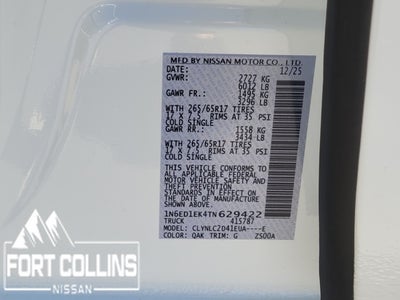 MFD BY NISSAN MOTOR CO., LTD.
DATE: 12/25
GVWR: 2727 KG
6012 LB
GAWR FR.: 1495 KG
3296 LB
WITH 265/65R17 TIRES
17 X 7.5 RIMS AT 35 PSI
COLD SINGLE
GAWR RR.: 1558 KG
3434 LB
WITH 265/65R17 TIRES
17 X 7.5 RIMS AT 35 PSI
COLD SINGLE
THIS VEHICLE CONFORMS TO
ALL APPLICABLE FEDERAL
MOTOR VEHICLE SAFETY
STANDARDS IN EFFECT ON
THE DATE OF MANUFACTURE
SHOWN ABOVE.
1N6ED1EK4TN629422
TRUCK 415787
MODEL: CLYNLC2041EUA----E
COLOR: QAK TRIM: G Z500A
FORT COLLINS
NISSAN